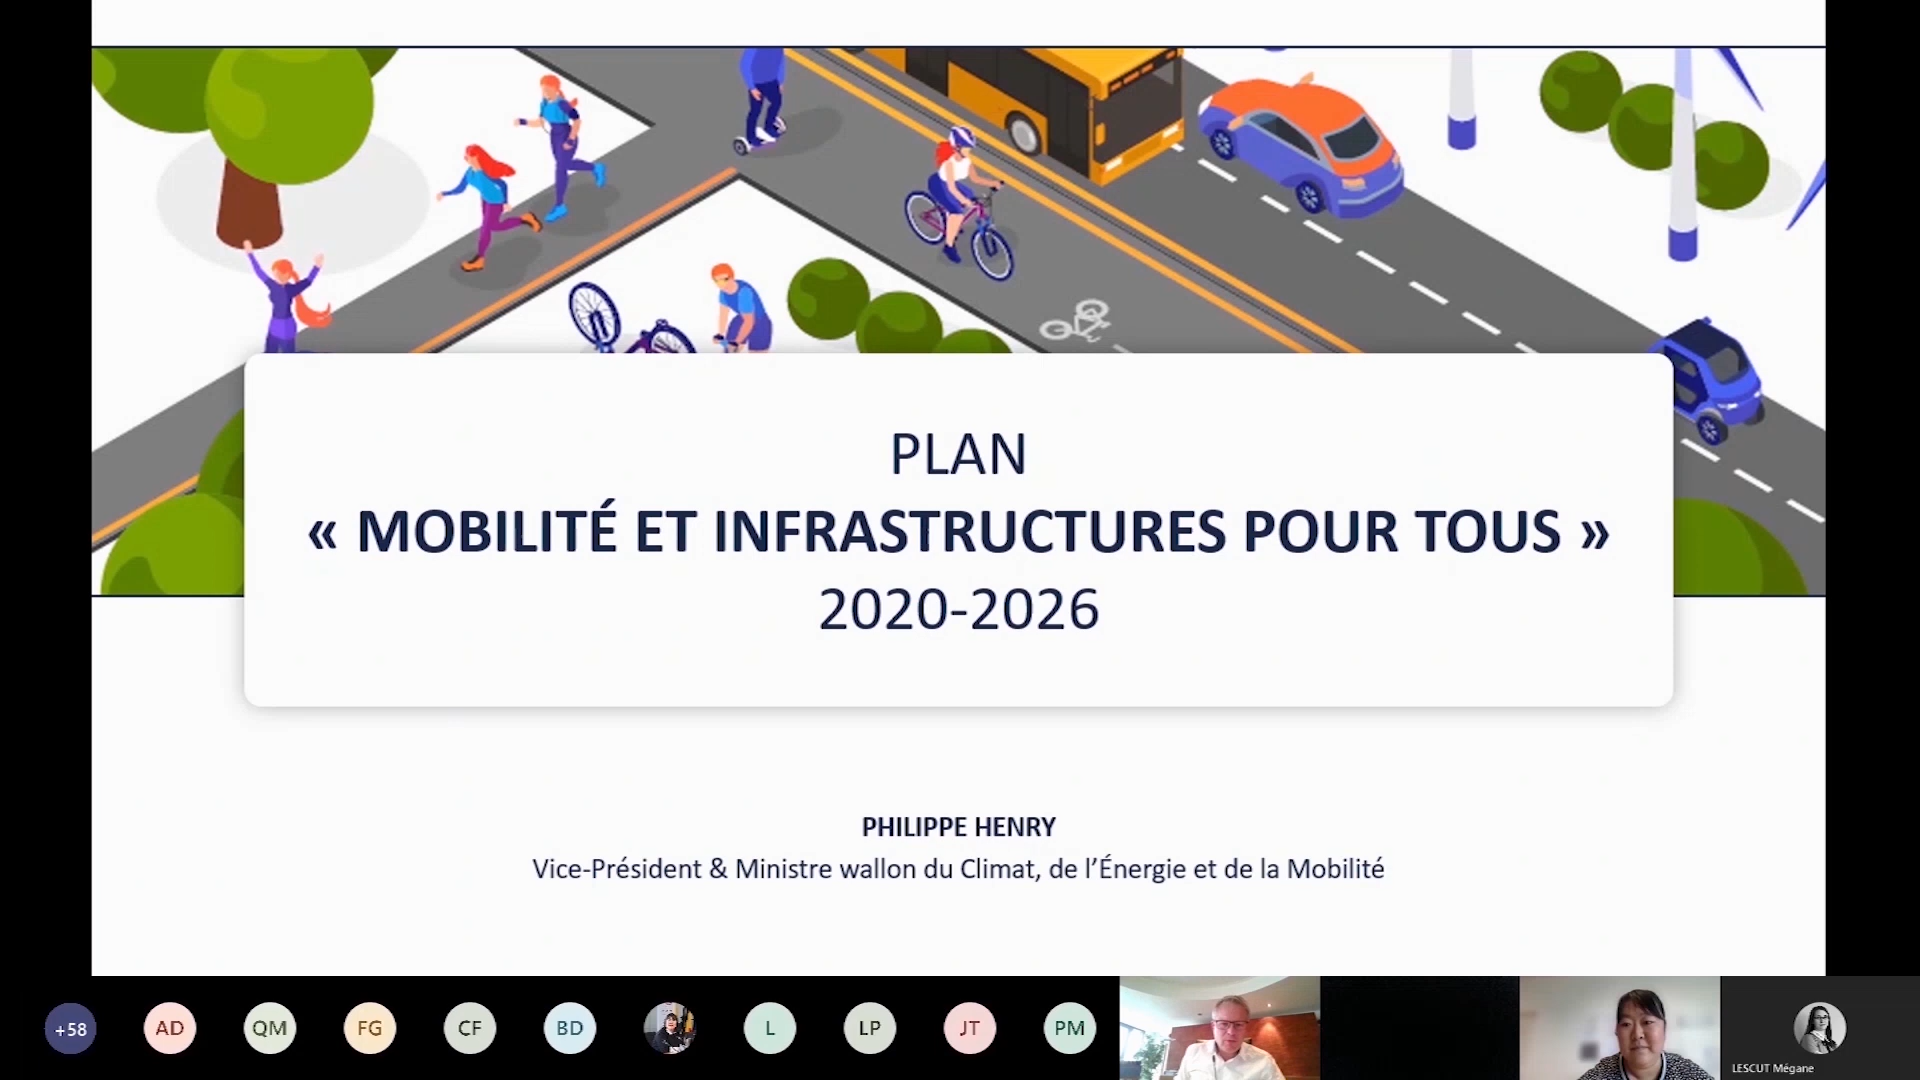 PLAN
« MOBILITÉ ET INFRASTRUCTURES POUR TOUS »
2020-2026
PHILIPPE HENRY
Vice-Président & Ministre wallon du Climat, de l’Énergie et de la Mobilité
+58 AD QM FG CF BD L LP JT PM
LESCUT Mégane